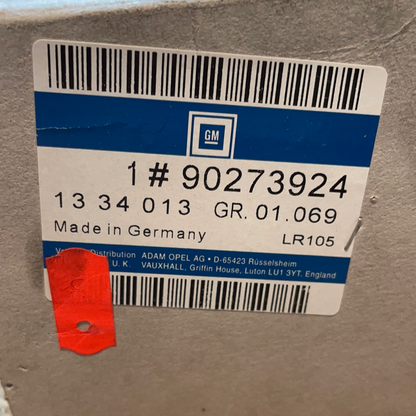 GM
1 # 90273924
13 34 013 GR. 01.069
Made in Germany LR105
Distribution ADAM OPEL AG • D-65423 Rüsselsheim
U.K. VAUXHALL, Griffin House, Luton LU1 3YT. England